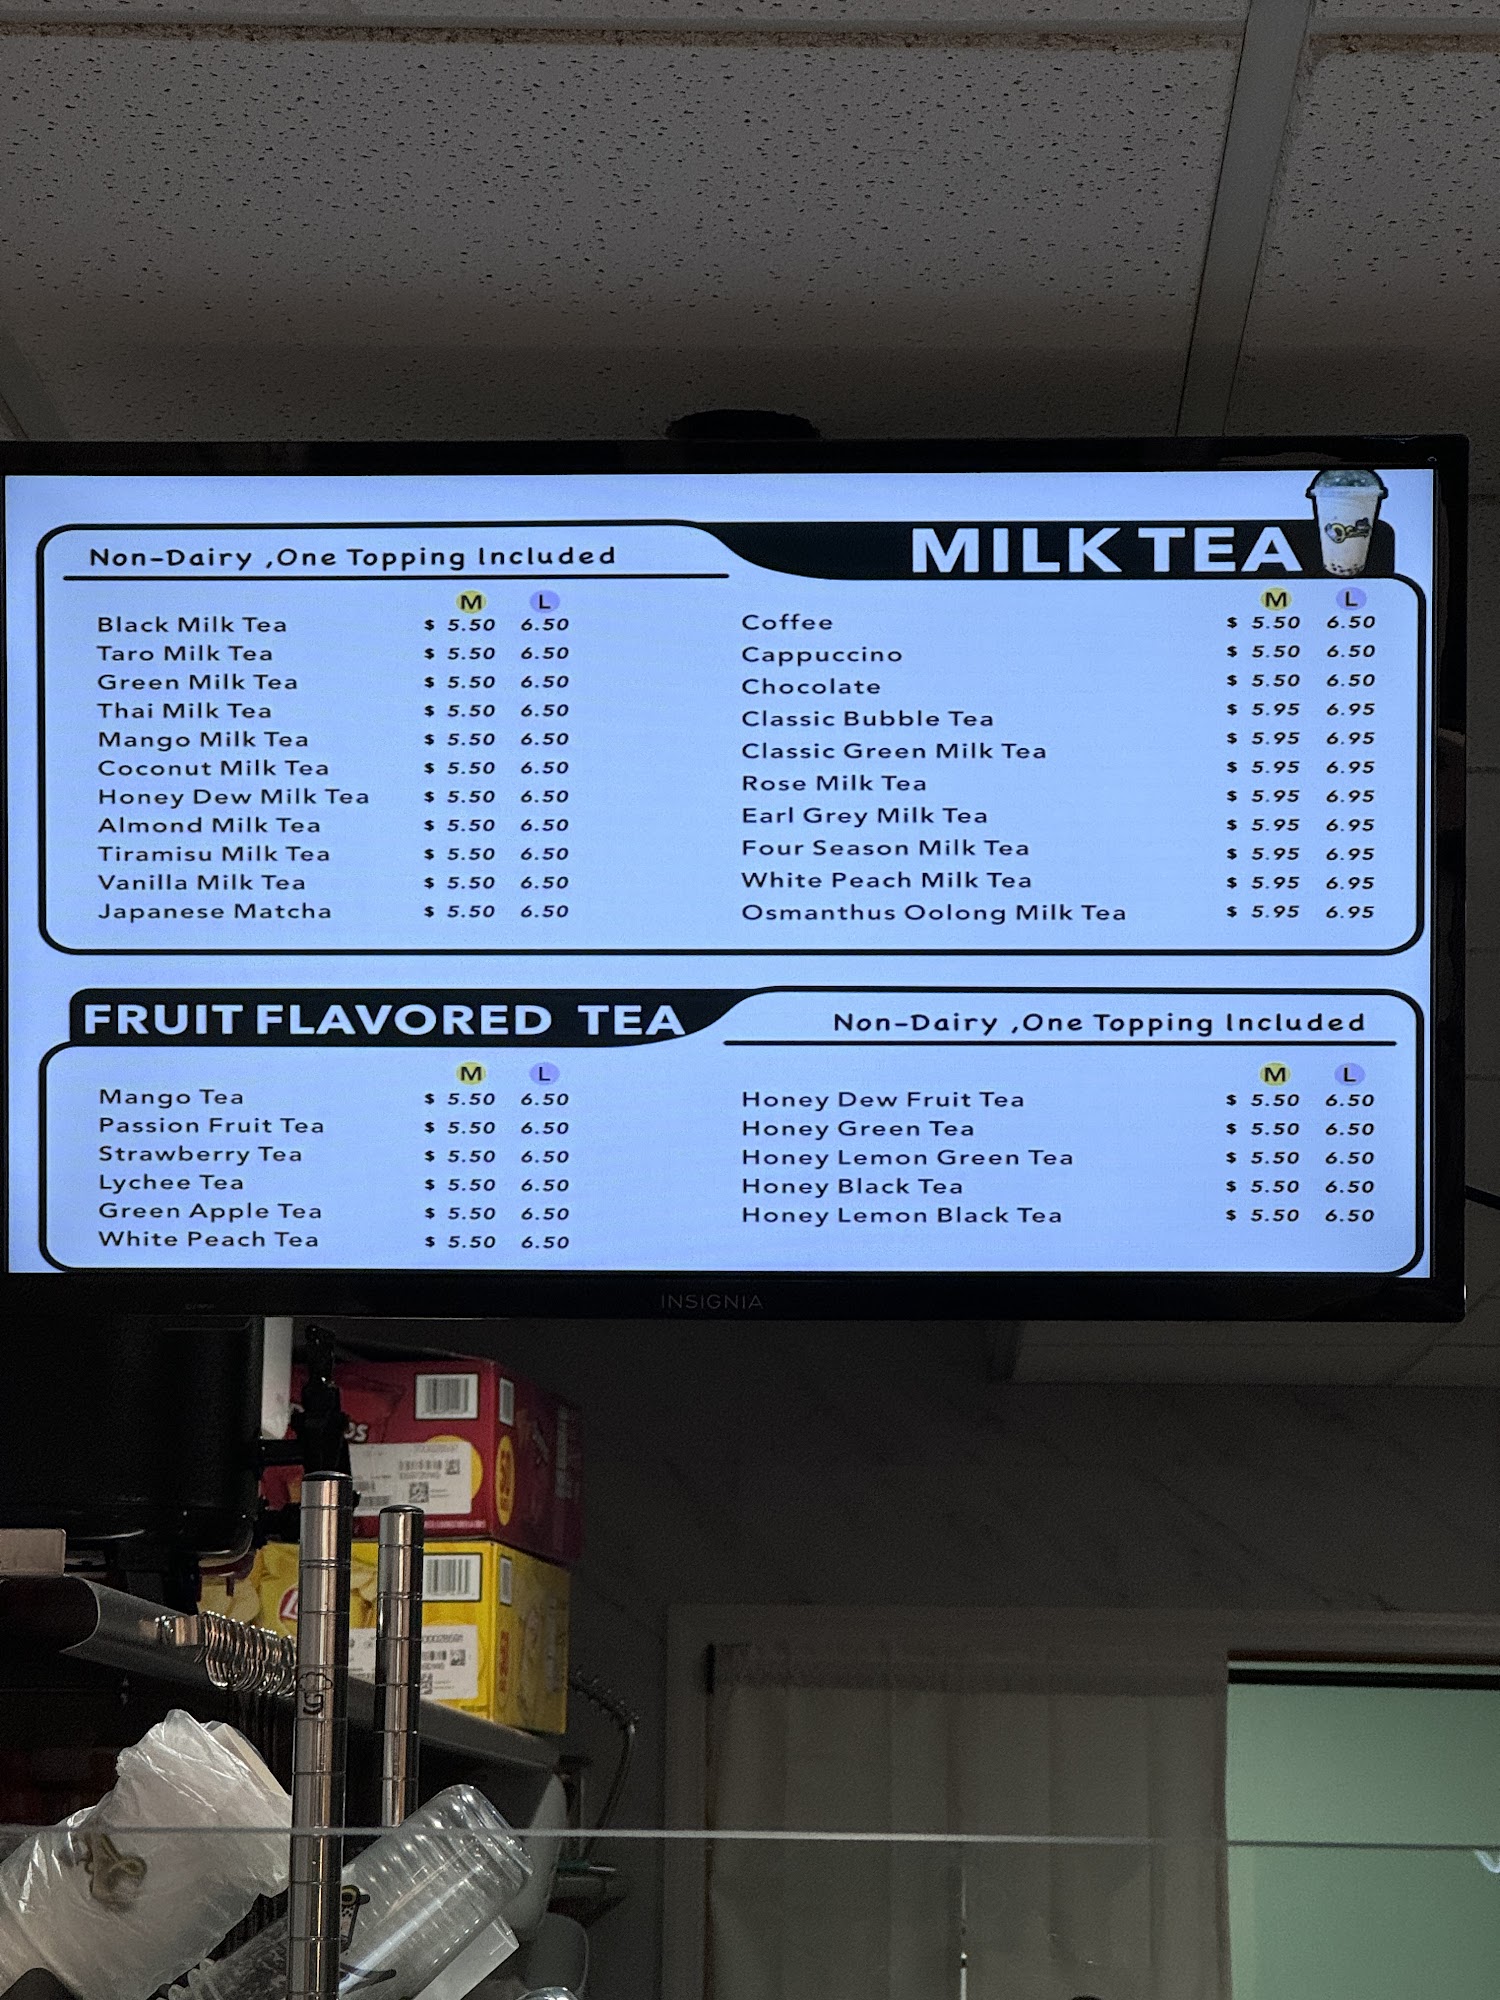 MILK TEA
Non-Dairy ,One Topping Included
M L
Black Milk Tea $ 5.50 6.50
Taro Milk Tea $ 5.50 6.50
Green Milk Tea $ 5.50 6.50
Thai Milk Tea $ 5.50 6.50
Mango Milk Tea $ 5.50 6.50
Coconut Milk Tea $ 5.50 6.50
Honey Dew Milk Tea $ 5.50 6.50
Almond Milk Tea $ 5.50 6.50
Tiramisu Milk Tea $ 5.50 6.50
Vanilla Milk Tea $ 5.50 6.50
Japanese Matcha $ 5.50 6.50
Coffee
Cappuccino
Chocolate
Classic Bubble Tea
Classic Green Milk Tea
Rose Milk Tea
Earl Grey Milk Tea
Four Season Milk Tea
White Peach Milk Tea
Osmanthus Oolong Milk Tea
M L
$ 5.50 6.50
$ 5.50 6.50
$ 5.50 6.50
$ 5.95 6.95
$ 5.95 6.95
$ 5.95 6.95
$ 5.95 6.95
$ 5.95 6.95
$ 5.95 6.95
$ 5.95 6.95
$ 5.95 6.95
FRUIT FLAVORED TEA
Non-Dairy ,One Topping Included
M L
Mango Tea $ 5.50 6.50
Passion Fruit Tea $ 5.50 6.50
Strawberry Tea $ 5.50 6.50
Lychee Tea $ 5.50 6.50
Green Apple Tea $ 5.50 6.50
White Peach Tea $ 5.50 6.50
M L
Honey Dew Fruit Tea $ 5.50 6.50
Honey Green Tea $ 5.50 6.50
Honey Lemon Green Tea $ 5.50 6.50
Honey Black Tea $ 5.50 6.50
Honey Lemon Black Tea $ 5.50 6.50
INSIGNIA
50